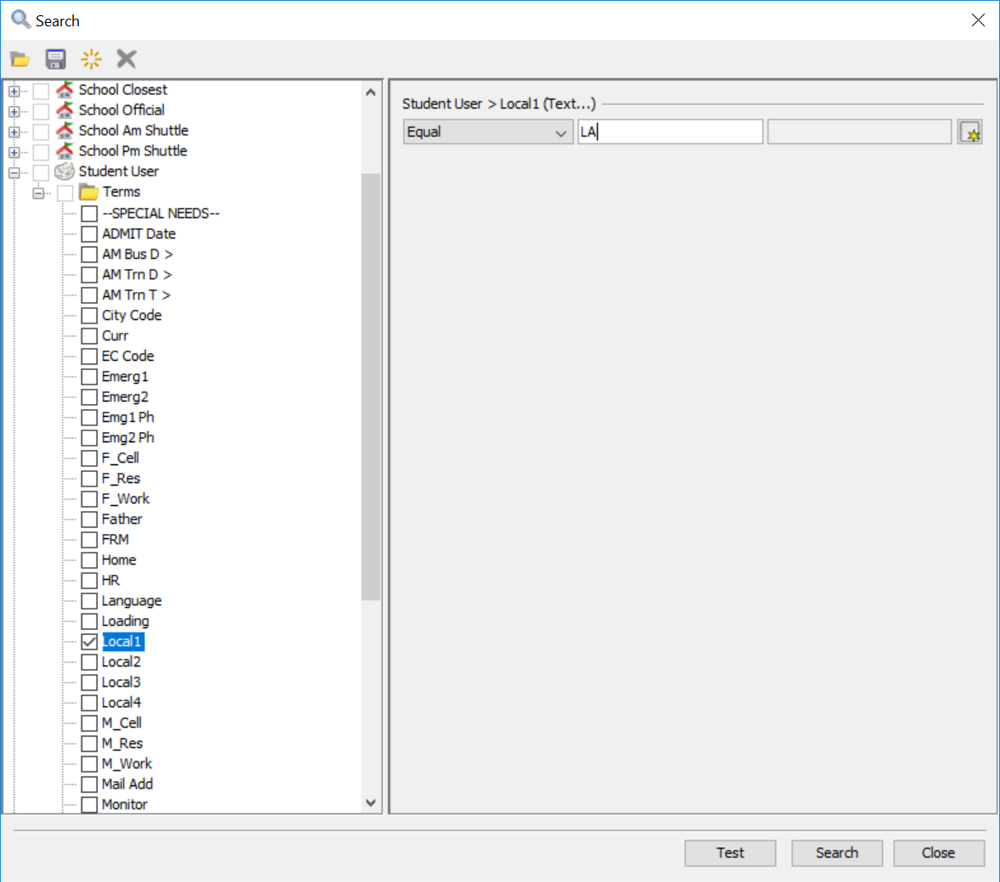 Search
School Closest
School Official
School Am Shuttle
School Pm Shuttle
Student User
Terms
--SPECIAL NEEDS--
ADMIT Date
AM Bus D >
AM Trn D >
AM Trn T >
City Code
Curr
EC Code
Emerg1
Emerg2
Emg1 Ph
Emg2 Ph
F_Cell
F_Res
F_Work
Father
FRM
Home
HR
Language
Loading
Local1
Local2
Local3
Local4
M_Cell
M_Res
M_Work
Mail Add
Monitor
Student User > Local1 (Text...)
Equal LA
Test Search Close